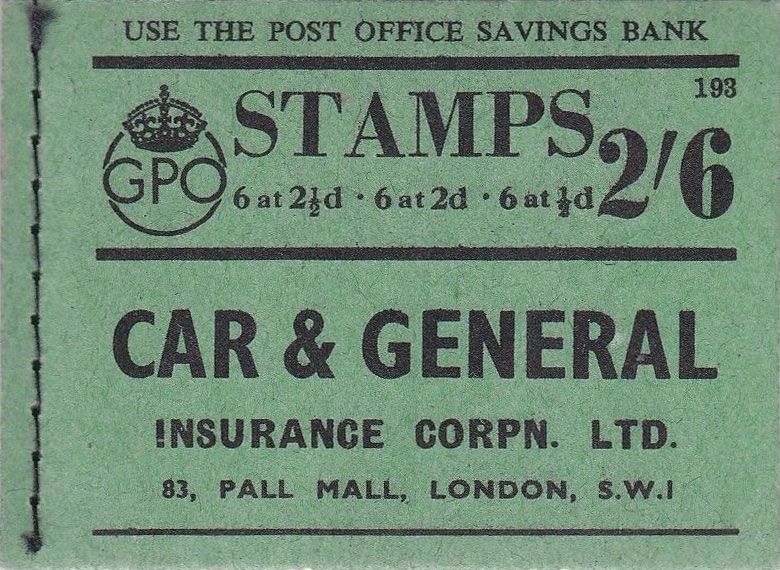 USE THE POST OFFICE SAVINGS BANK
193
GPO
STAMPS 2/6
6 at 2½d · 6 at 2d · 6 at ½d
CAR & GENERAL
INSURANCE CORPN. LTD.
83, PALL MALL, LONDON, S.W.1